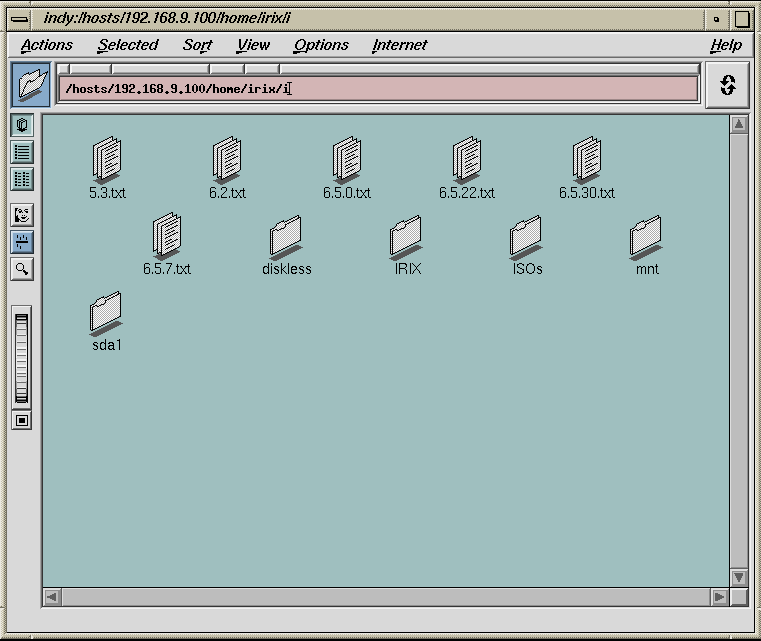 indy:/hosts/192.168.9.100/home/irix/i
Actions Selected Sort View Options Internet Help
/hosts/192.168.9.100/home/irix/i
5.3.txt 6.2.txt 6.5.0.txt 6.5.22.txt 6.5.30.txt
6.5.7.txt diskless IRIX ISOs mnt
sda1